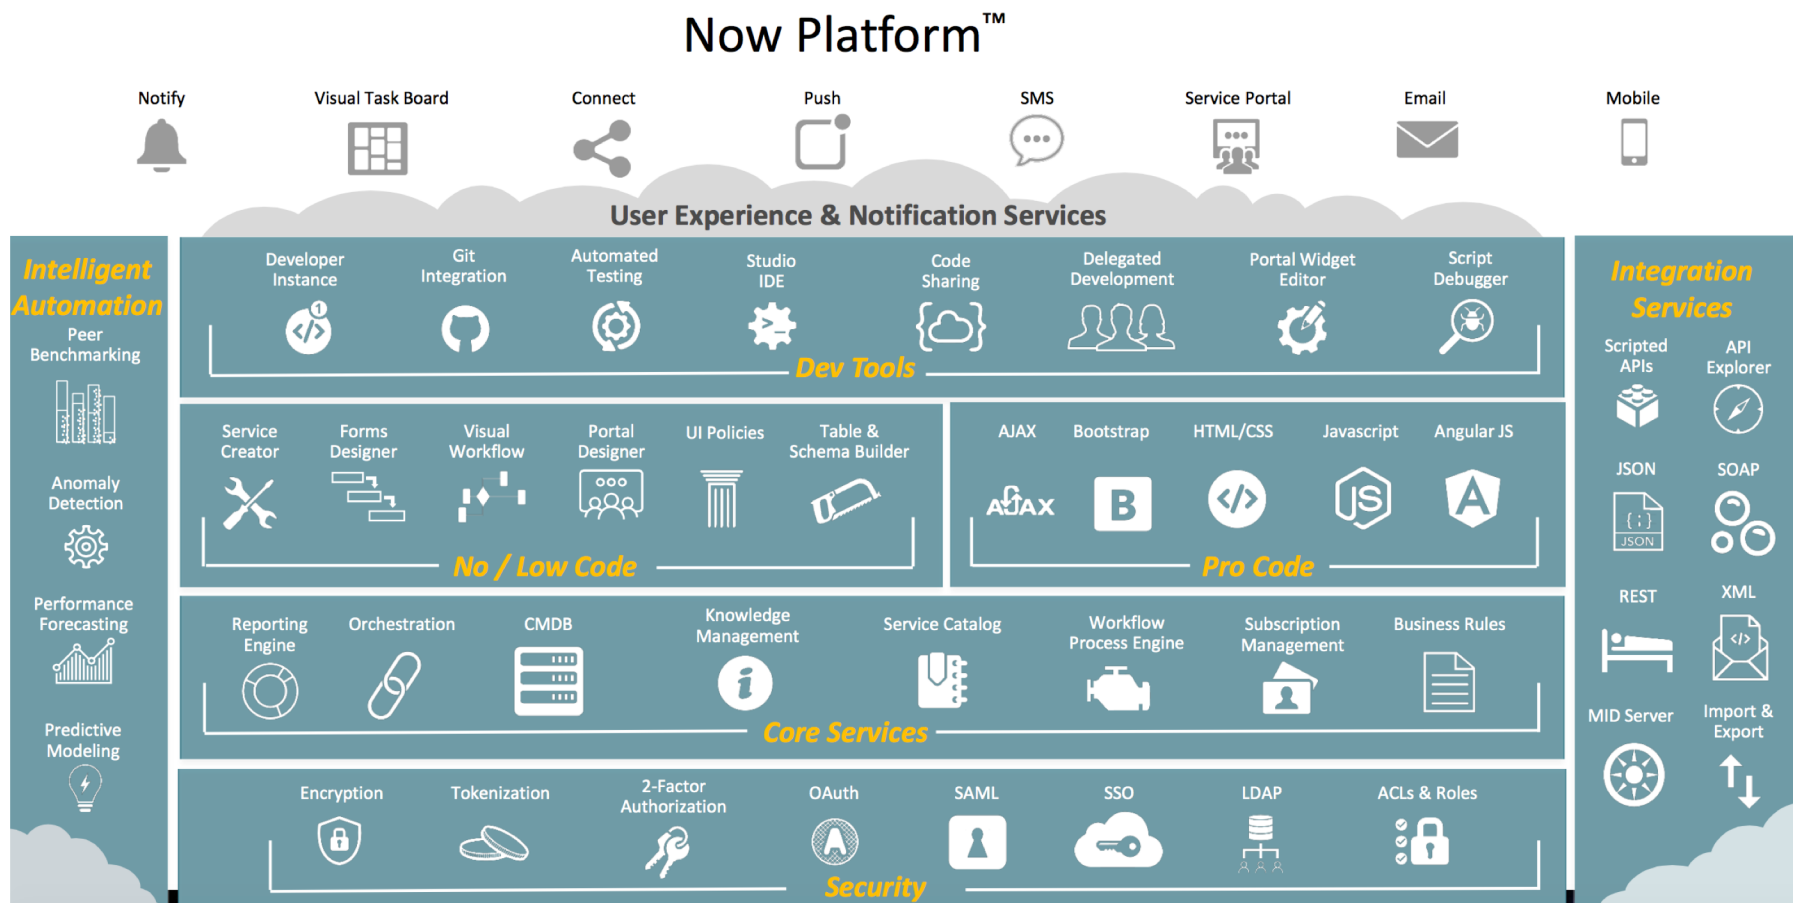 Now Platform™
Notify
Visual Task Board
Connect
Push
SMS
Service Portal
Email
Mobile
User Experience & Notification Services
Intelligent
Automation
Peer
Benchmarking
Anomaly
Detection
Performance
Forecasting
Predictive
Modeling
Developer
Instance
1
</>
Git
Integration
Automated
Testing
Studio
IDE
>_
Code
Sharing
Delegated
Development
Portal Widget
Editor
Script
Debugger
Dev Tools
Service
Creator
Forms
Designer
Visual
Workflow
Portal
Designer
UI Policies
Table &
Schema Builder
No / Low Code
AJAX
AJAX
Bootstrap
B
HTML/CSS
</>
Javascript
JS
Angular JS
A
Pro Code
Reporting
Engine
Orchestration
CMDB
Knowledge
Management
i
Service Catalog
Workflow
Process Engine
Subscription
Management
Business Rules
Core Services
Encryption
Tokenization
2-Factor
Authorization
OAuth
A
SAML
SSO
LDAP
ACLs & Roles
Security
Integration
Services
Scripted
APIs
API
Explorer
JSON
{;}
JSON
SOAP
REST
XML
</>
MID Server
Import &
Export